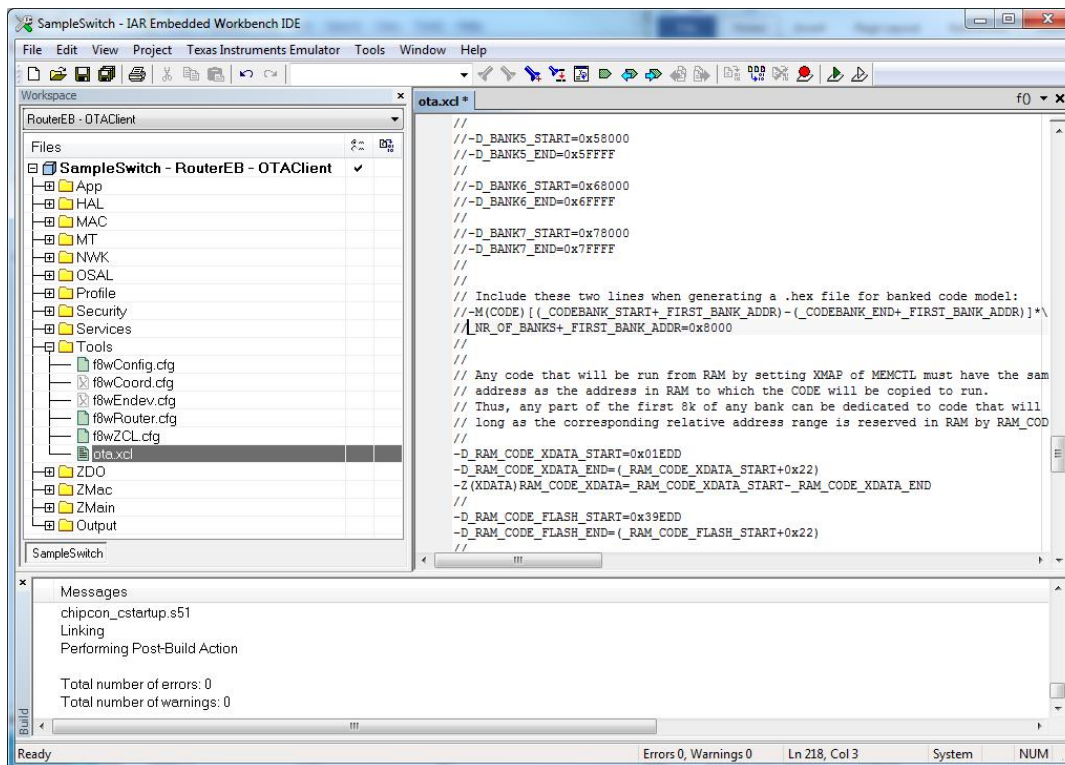 SampleSwitch - IAR Embedded Workbench IDE
File Edit View Project Texas Instruments Emulator Tools Window Help
Workspace
RouterEB - OTAClient
Files
SampleSwitch - RouterEB - OTAClient
App
HAL
MAC
MT
NWK
OSAL
Profile
Security
Services
Tools
f8wConfig.cfg
f8wCoord.cfg
f8wEndev.cfg
f8wRouter.cfg
f8wZCL.cfg
ota.xcl
ZDO
ZMac
ZMain
Output
SampleSwitch
ota.xcl *
f()
//
//-D_BANK5_START=0x58000
//-D_BANK5_END=0x5FFFF
//
//-D_BANK6_START=0x68000
//-D_BANK6_END=0x6FFFF
//
//-D_BANK7_START=0x78000
//-D_BANK7_END=0x7FFFF
//
//
// Include these two lines when generating a .hex file for banked code model:
//-M(CODE)[(_CODEBANK_START+_FIRST_BANK_ADDR)-(_CODEBANK_END+_FIRST_BANK_ADDR)]*\
//_NR_OF_BANKS+_FIRST_BANK_ADDR=0x8000
//
//
// Any code that will be run from RAM by setting XMAP of MEMCTL must have the sam
// address as the address in RAM to which the CODE will be copied to run.
// Thus, any part of the first 8k of any bank can be dedicated to code that will
// long as the corresponding relative address range is reserved in RAM by RAM_COD
//
-D_RAM_CODE_XDATA_START=0x01EDD
-D_RAM_CODE_XDATA_END=(_RAM_CODE_XDATA_START+0x22)
-Z(XDATA)RAM_CODE_XDATA=_RAM_CODE_XDATA_START-_RAM_CODE_XDATA_END
//
-D_RAM_CODE_FLASH_START=0x39EDD
-D_RAM_CODE_FLASH_END=(_RAM_CODE_FLASH_START+0x22)
//
Messages
chipcon_cstartup.s51
Linking
Performing Post-Build Action
Total number of errors: 0
Total number of warnings: 0
Build
Ready
Errors 0, Warnings 0
Ln 218, Col 3
System
NUM